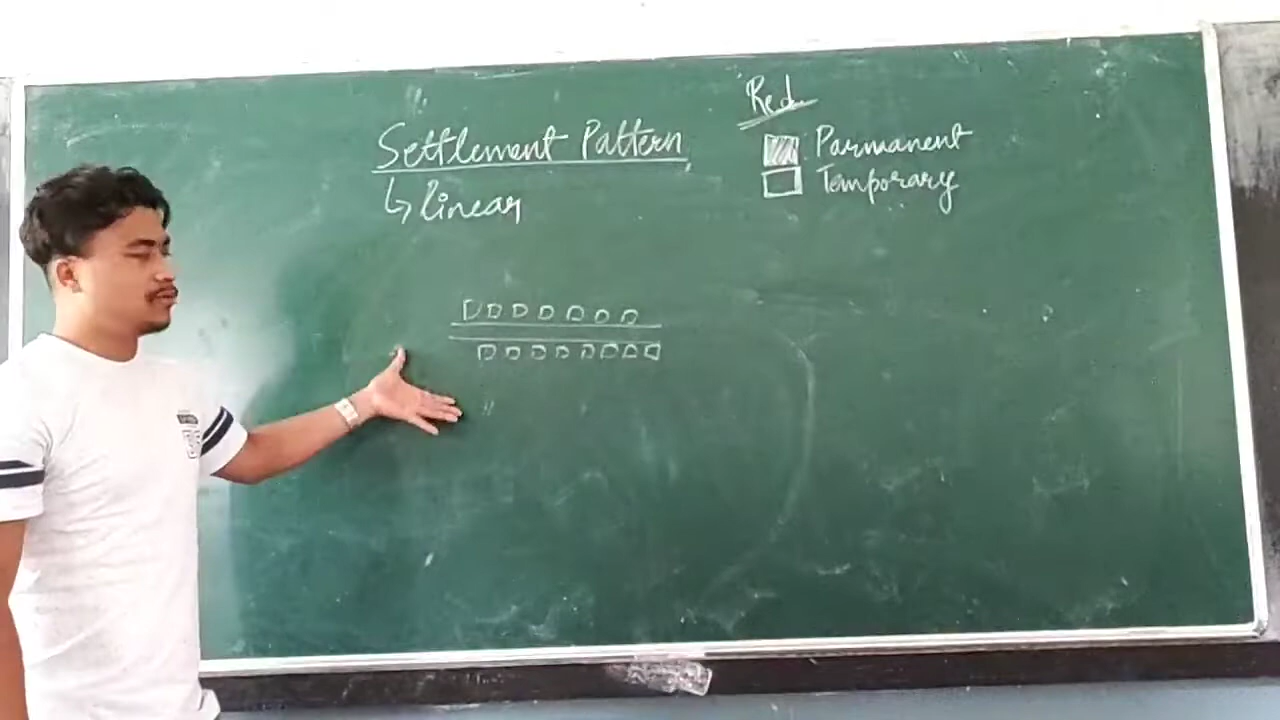 Settlement Pattern
↳ linear
Red
Parmanent
Temporary